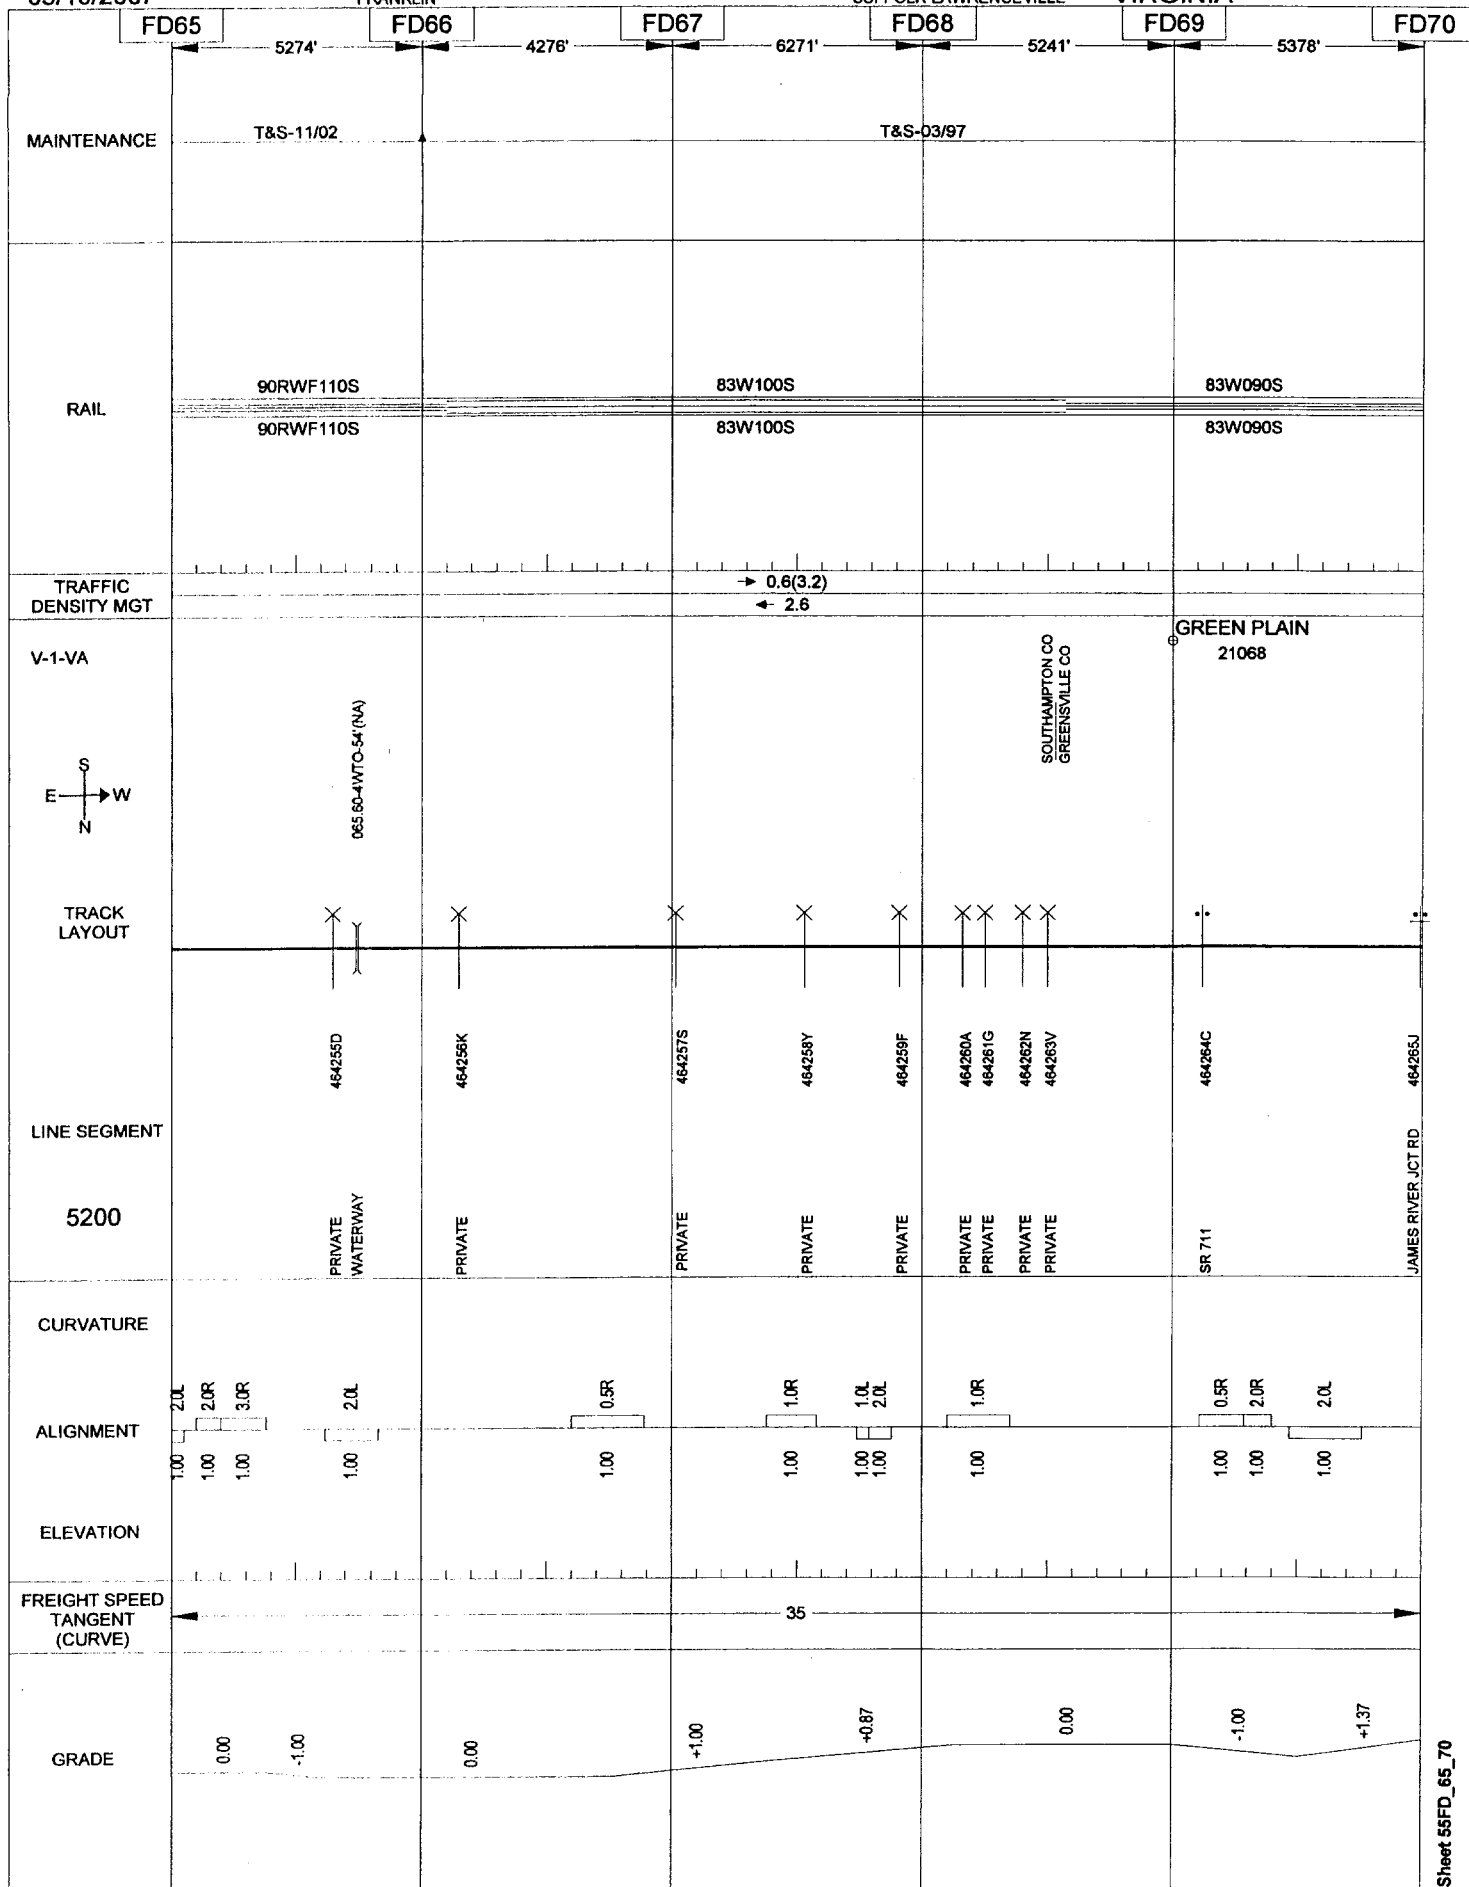 FD65 FD66 FD67 FD68 FD69 FD70
5274' 4276' 6271' 5241' 5378'
MAINTENANCE
T&S-11/02 T&S-03/97
RAIL
90RWF110S 83W100S 83W090S
90RWF110S 83W100S 83W090S
TRAFFIC
DENSITY MGT
0.6(3.2)
2.6
V-1-VA
GREEN PLAIN
21068
SOUTHAMPTON CO
GREENSVILLE CO
065.60-4WTO-54'(NA)
S
E W
N
TRACK
LAYOUT
464255D 464256K 464257S 464258Y 464259F 464260A 464261G 464262N 464263V 464264C 464265J
LINE SEGMENT
5200
PRIVATE WATERWAY PRIVATE PRIVATE PRIVATE PRIVATE PRIVATE PRIVATE PRIVATE PRIVATE SR 711 JAMES RIVER JCT RD
CURVATURE
2.0L 2.0R 3.0R 2.0L 0.5R 1.0R 1.0L 2.0L 1.0R 0.5R 2.0R 2.0L
ALIGNMENT
1.00 1.00 1.00 1.00 1.00 1.00 1.00 1.00 1.00 1.00 1.00 1.00
ELEVATION
FREIGHT SPEED
TANGENT
(CURVE)
35
GRADE
0.00 -1.00 0.00 +1.00 +0.87 0.00 -1.00 +1.37
Sheet 55FD_65_70